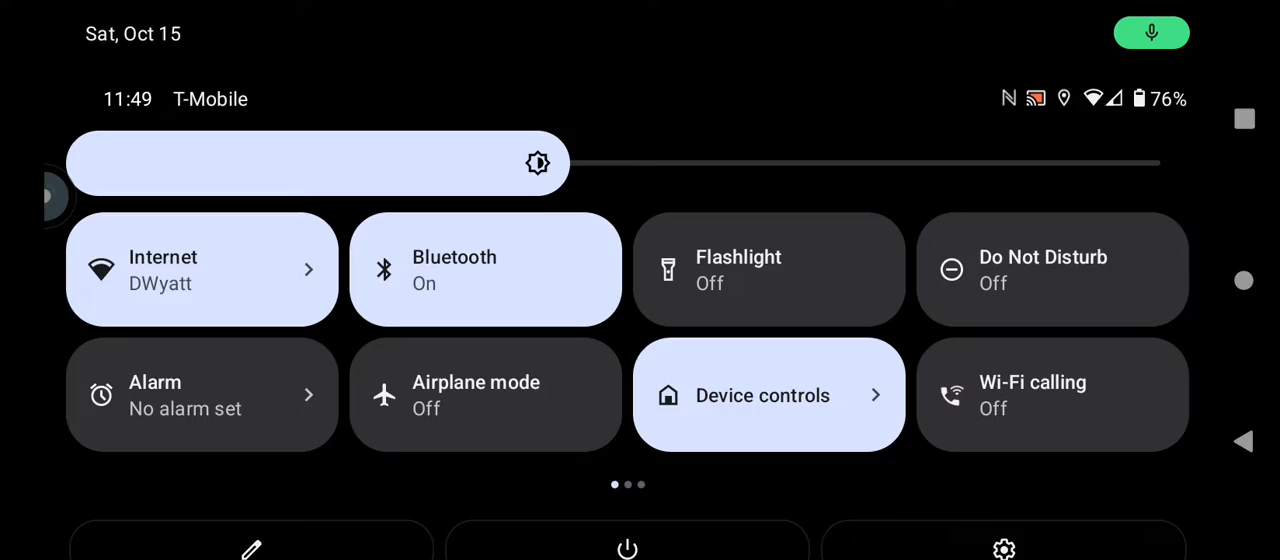 Sat, Oct 15
11:49 T-Mobile 76%
Internet
DWyatt
Bluetooth
On
Flashlight
Off
Do Not Disturb
Off
Alarm
No alarm set
Airplane mode
Off
Device controls
Wi-Fi calling
Off